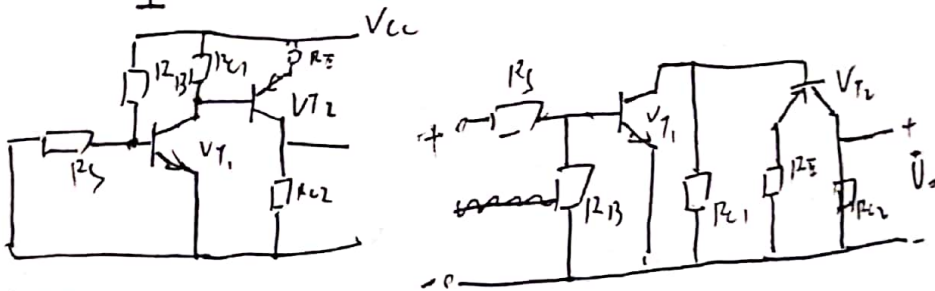 Vcc
RB
RC1
RE
VT2
VT1
RS
RC2
RS
VT1
VT2
+
+
RB
RC1
RE
RC2
U̇o
-
-